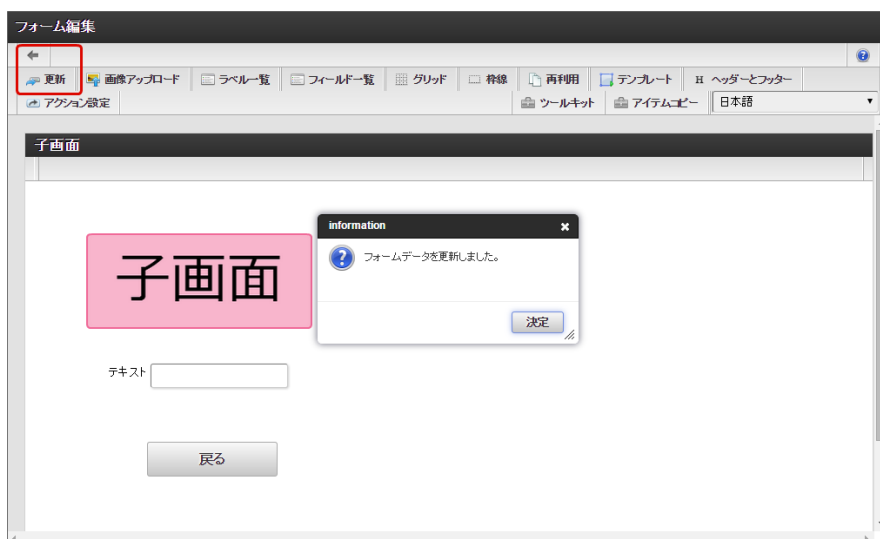 フォーム編集
更新 画像アップロード ラベル一覧 フィールド一覧 グリッド 枠線 再利用 テンプレート H ヘッダーとフッター
アクション設定 ツールキット アイテムコピー 日本語
子画面
information
フォームデータを更新しました。
子画面
決定
テキスト
戻る